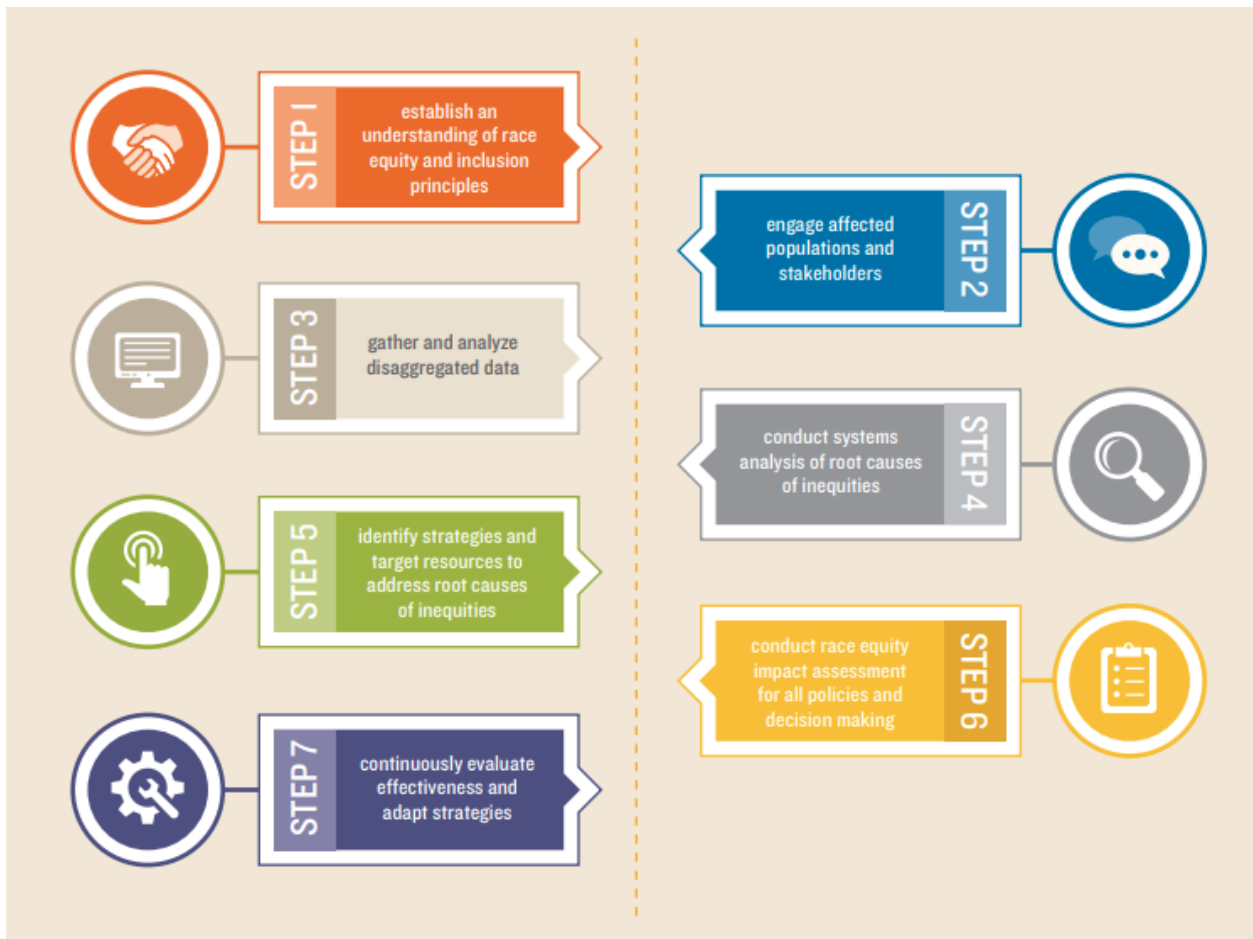 STEP 1
establish an
understanding of race
equity and inclusion
principles
STEP 2
engage affected
populations and
stakeholders
STEP 3
gather and analyze
disaggregated data
STEP 4
conduct systems
analysis of root causes
of inequities
STEP 5
identify strategies and
target resources to
address root causes
of inequities
STEP 6
conduct race equity
impact assessment
for all policies and
decision making
STEP 7
continuously evaluate
effectiveness and
adapt strategies